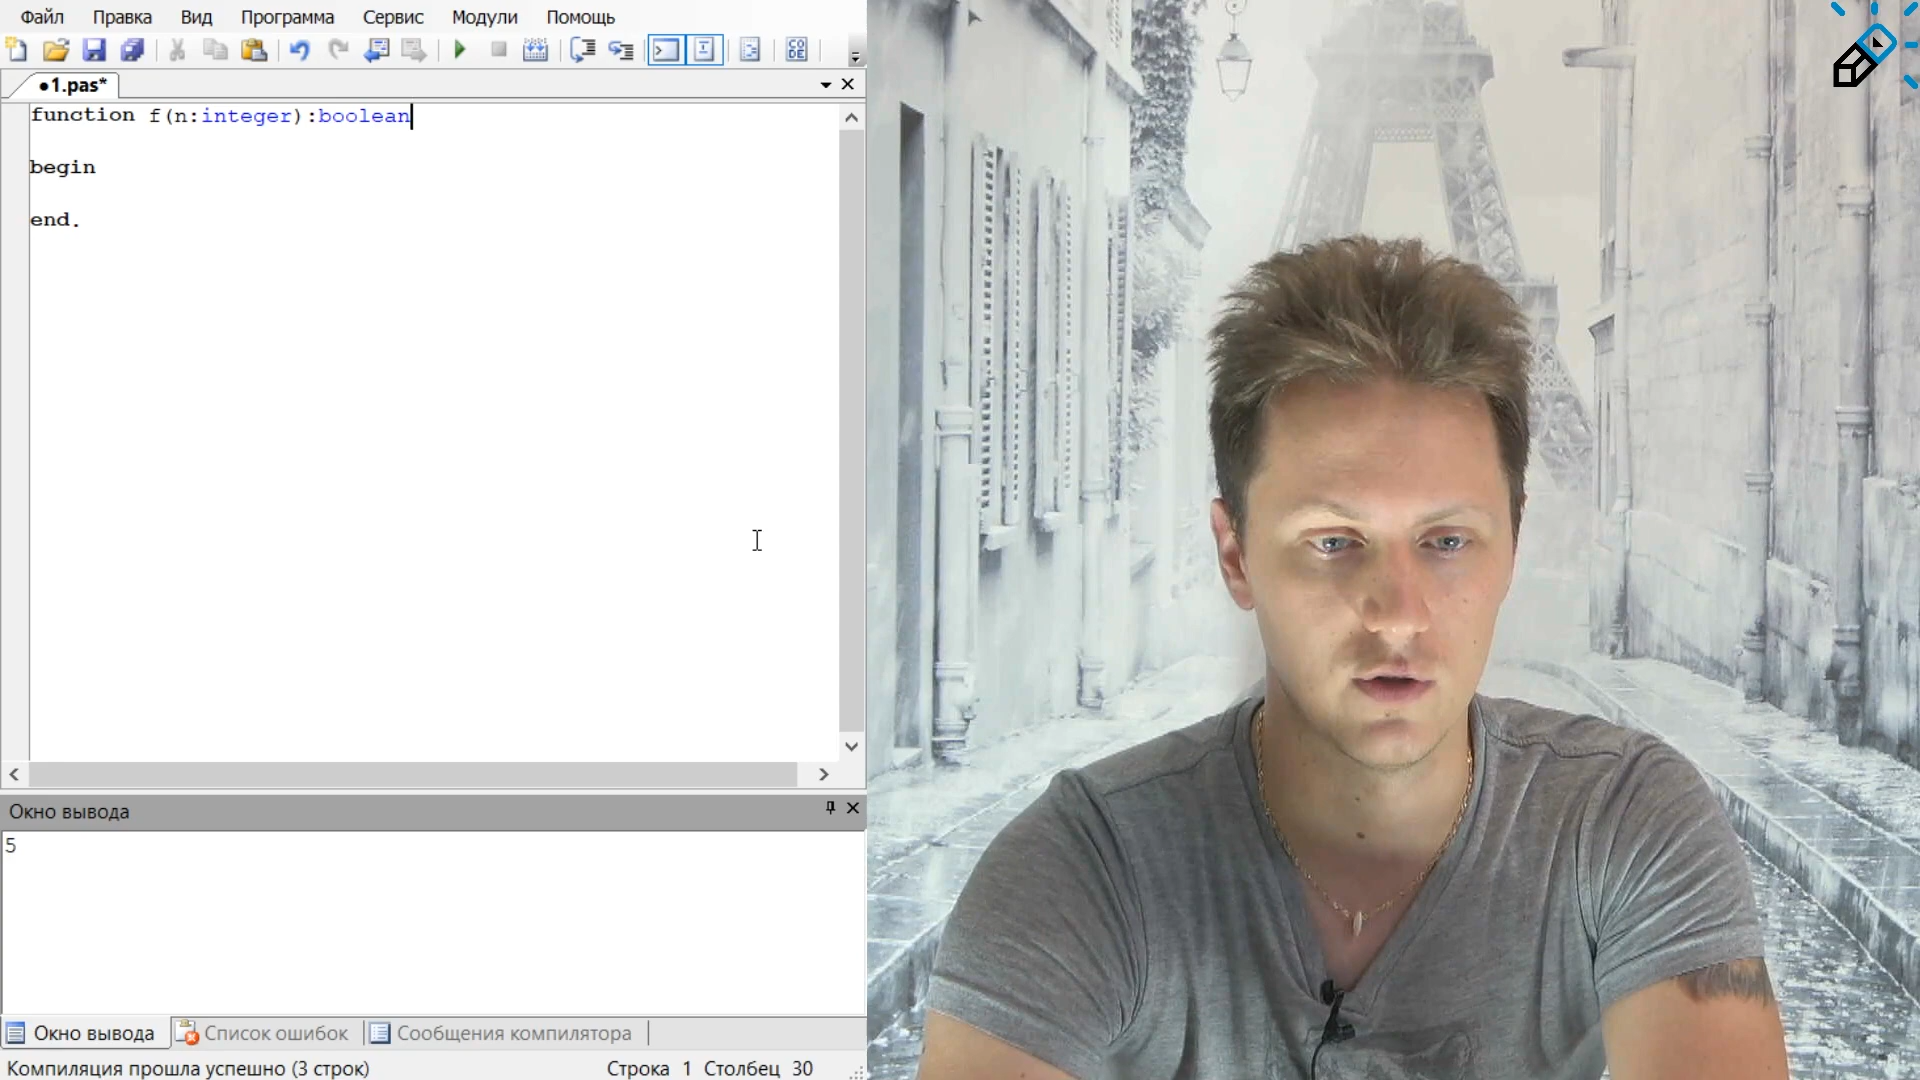 Файл Правка Вид Программа Сервис Модули Помощь
●1.pas*
function f(n:integer):boolean
begin
end.
Окно вывода
5
Окно вывода Список ошибок Сообщения компилятора
Компиляция прошла успешно (3 строк) Строка 1 Столбец 30